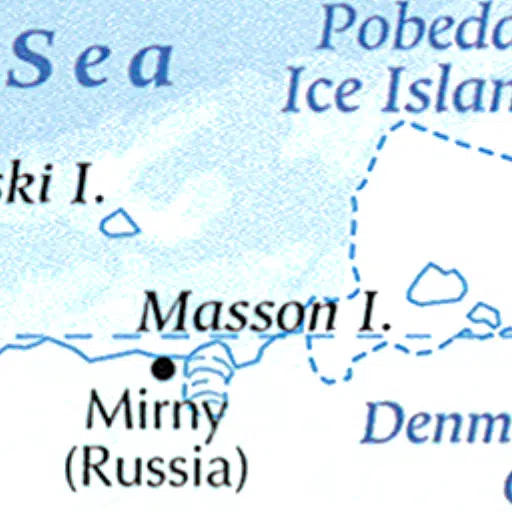 Sea
Pobeda
Ice Islan
ski I.
Masson I.
Mirny
(Russia)
Denm